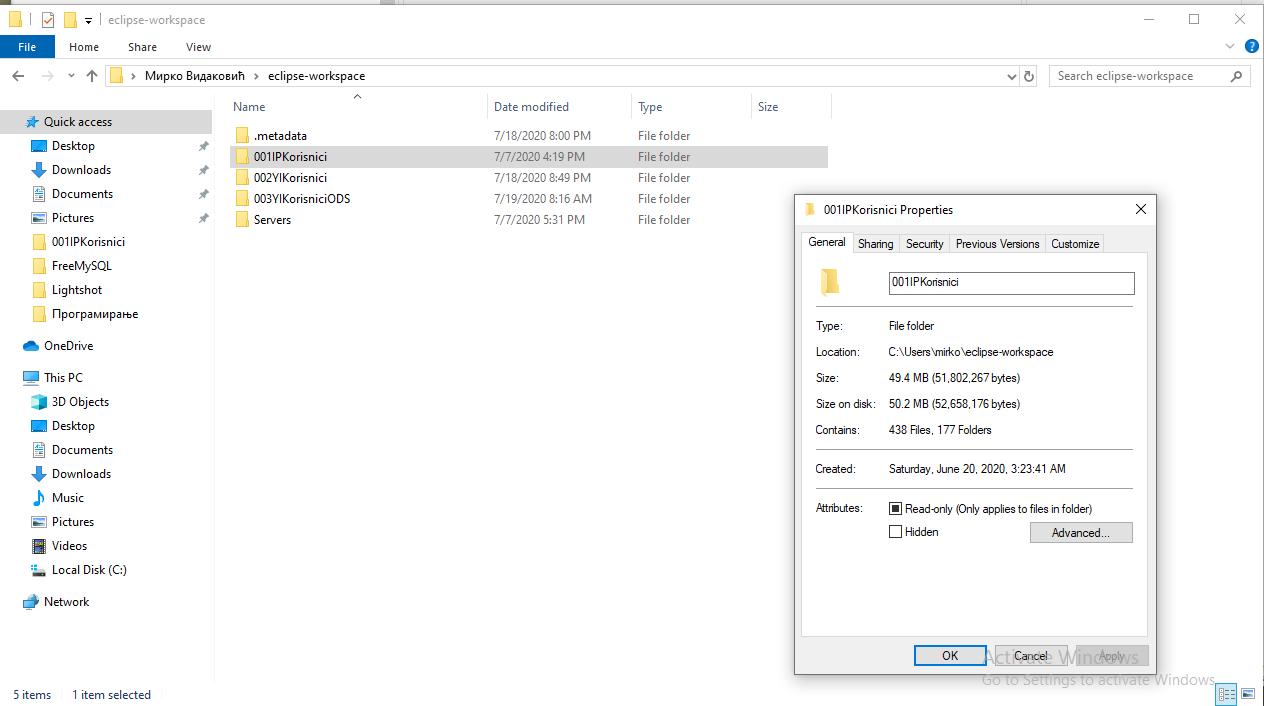 eclipse-workspace
File Home Share View
Мирко Видаковић eclipse-workspace Search eclipse-workspace
Name Date modified Type Size
Quick access
Desktop
Downloads
Documents
Pictures
001IPKorisnici
FreeMySQL
Lightshot
Програмирање
OneDrive
This PC
3D Objects
Desktop
Documents
Downloads
Music
Pictures
Videos
Local Disk (C:)
Network
.metadata 7/18/2020 8:00 PM File folder
001IPKorisnici 7/7/2020 4:19 PM File folder
002YIKorisnici 7/18/2020 8:49 PM File folder
003YIKorisniciODS 7/19/2020 8:16 AM File folder
Servers 7/7/2020 5:31 PM File folder
001IPKorisnici Properties
General Sharing Security Previous Versions Customize
001IPKorisnici
Type: File folder
Location: C:\Users\mirko\eclipse-workspace
Size: 49.4 MB (51,802,267 bytes)
Size on disk: 50.2 MB (52,658,176 bytes)
Contains: 438 Files, 177 Folders
Created: Saturday, June 20, 2020, 3:23:41 AM
Attributes: Read-only (Only applies to files in folder)
Hidden Advanced...
OK Cancel Apply
Activate Windows
Go to Settings to activate Windows.
5 items 1 item selected